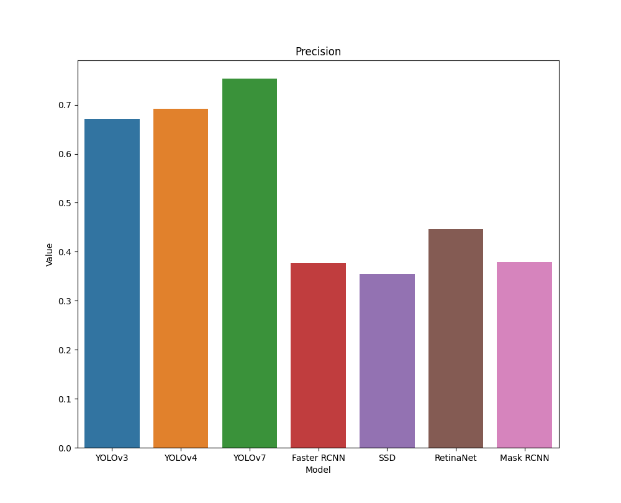 Precision
Value
0.7
0.6
0.5
0.4
0.3
0.2
0.1
0.0
YOLOv3 YOLOv4 YOLOv7 Faster RCNN SSD RetinaNet Mask RCNN
Model